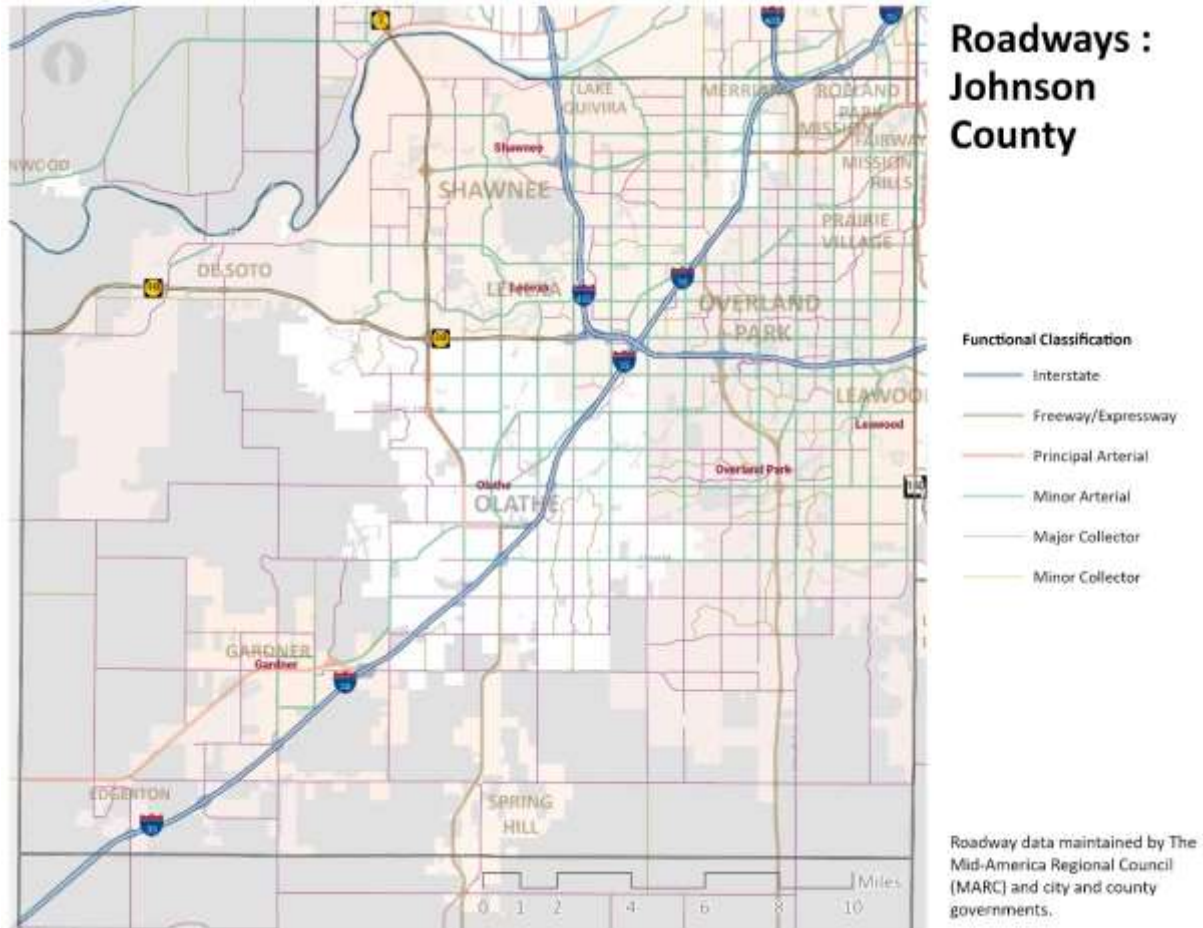 Roadways :
Johnson
County
LAKE
QUIVIRA
MERRIAM
ROELAND
PARK
MISSION
FAIRWAY
MISSION
HILLS
NWOOD
Shawnee
SHAWNEE
PRAIRIE
VILLAGE
DE SOTO
LENEXA
Lenexa
OVERLAND
PARK
LEAWOO
Leawood
Overland Park
Olathe
OLATHE
GARDNER
Gardner
EDGERTON
SPRING
HILL
Miles
0 1 2 4 6 8 10
Functional Classification
Interstate
Freeway/Expressway
Principal Arterial
Minor Arterial
Major Collector
Minor Collector
Roadway data maintained by The
Mid-America Regional Council
(MARC) and city and county
governments.